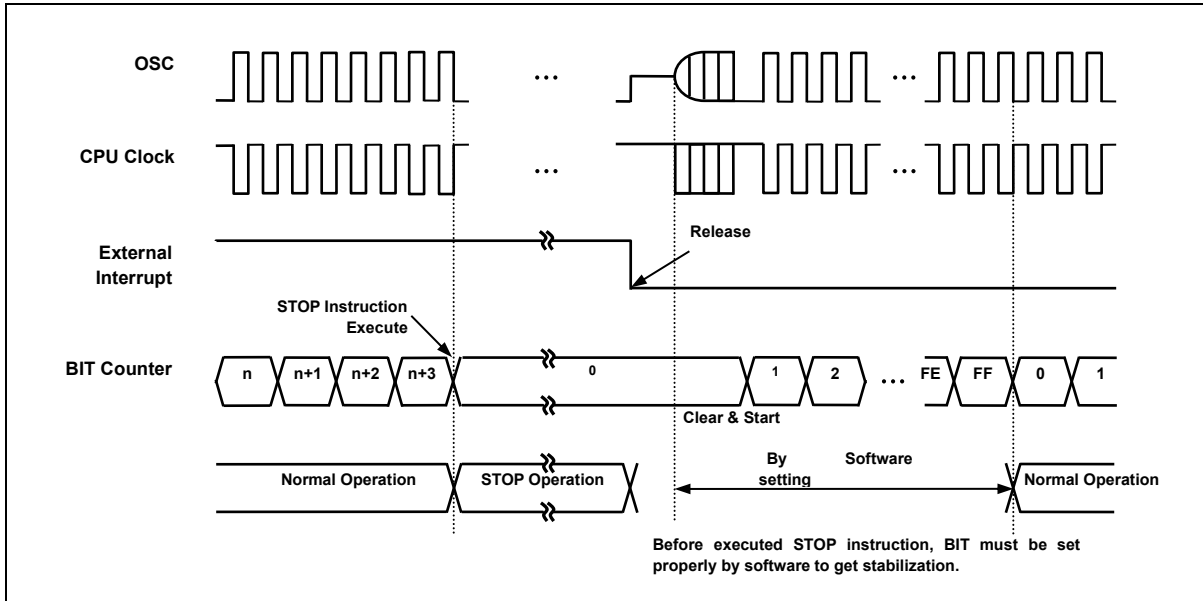 OSC
...
...
CPU Clock
...
...
External
Interrupt
Release
STOP Instruction
Execute
BIT Counter
n
n+1
n+2
n+3
0
1
2
...
FE
FF
0
1
Clear & Start
Normal Operation
STOP Operation
By Software
setting
Normal Operation
Before executed STOP instruction, BIT must be set
properly by software to get stabilization.